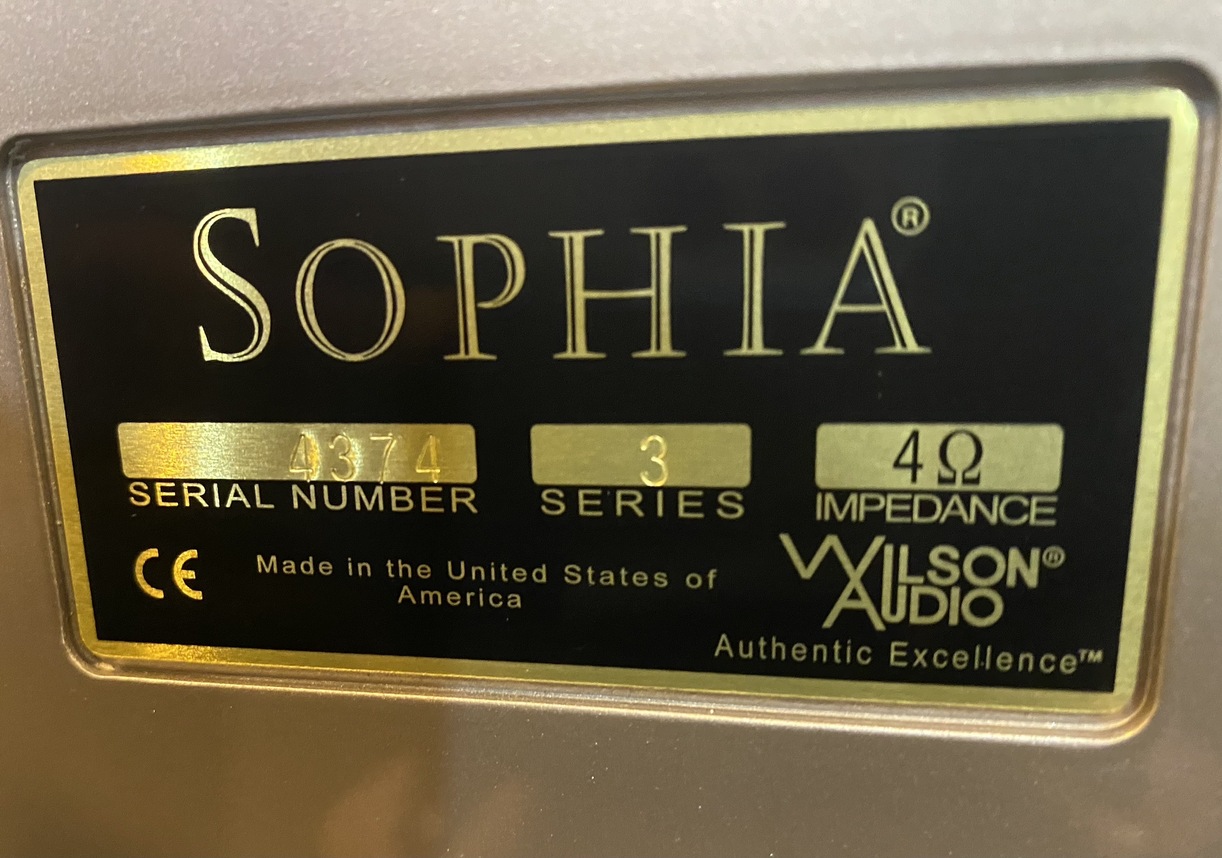 SOPHIA®
4374 3 4Ω
SERIAL NUMBER SERIES IMPEDANCE
CE Made in the United States of
America
WILSON®
AUDIO
Authentic Excellence™